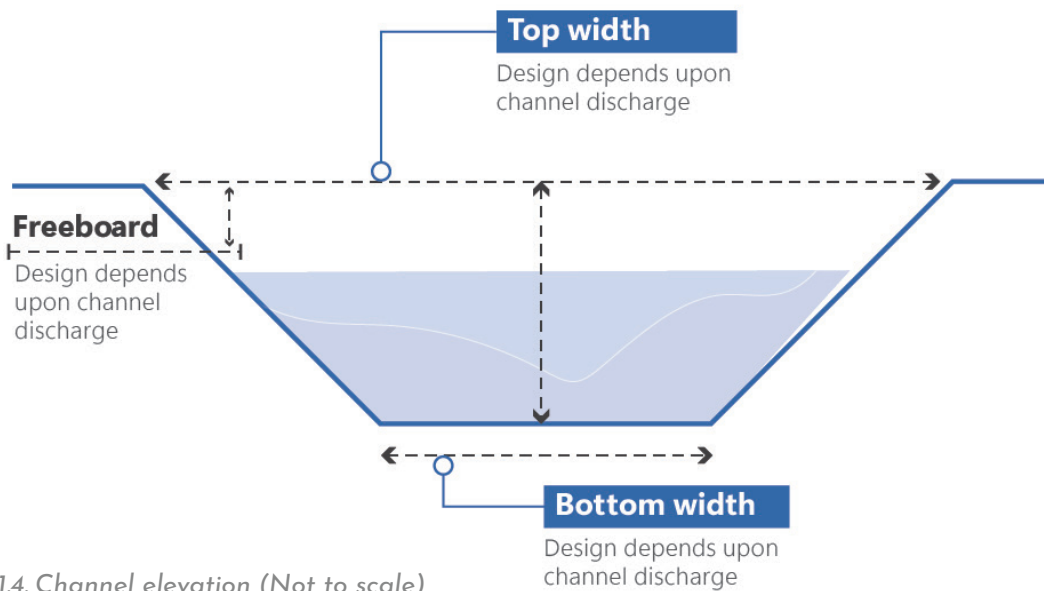 Top width
Design depends upon
channel discharge
Freeboard
Design depends
upon channel
discharge
Bottom width
Design depends upon
channel discharge
14. Channel elevation (Not to scale)